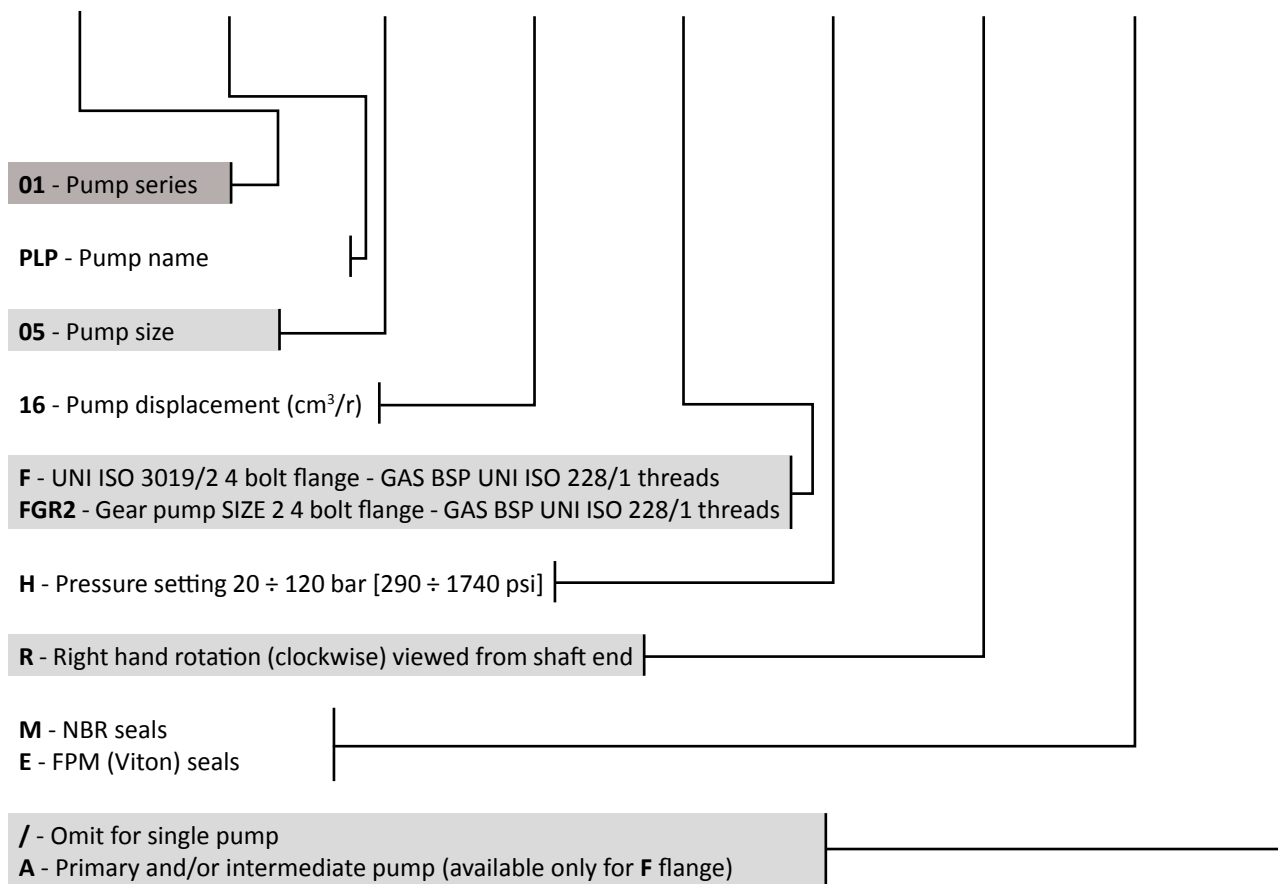 01 - Pump series
PLP - Pump name
05 - Pump size
16 - Pump displacement (cm³/r)
F - UNI ISO 3019/2 4 bolt flange - GAS BSP UNI ISO 228/1 threads
FGR2 - Gear pump SIZE 2 4 bolt flange - GAS BSP UNI ISO 228/1 threads
H - Pressure setting 20 ÷ 120 bar [290 ÷ 1740 psi]
R - Right hand rotation (clockwise) viewed from shaft end
M - NBR seals
E - FPM (Viton) seals
/ - Omit for single pump
A - Primary and/or intermediate pump (available only for F flange)